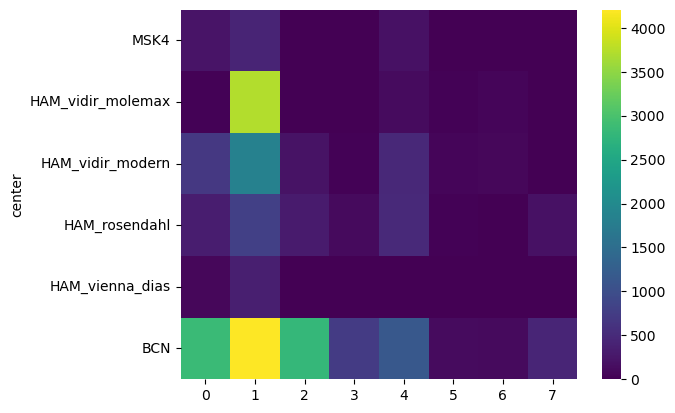 center
MSK4
HAM_vidir_molemax
HAM_vidir_modern
HAM_rosendahl
HAM_vienna_dias
BCN
0 1 2 3 4 5 6 7
4000
3500
3000
2500
2000
1500
1000
500
0